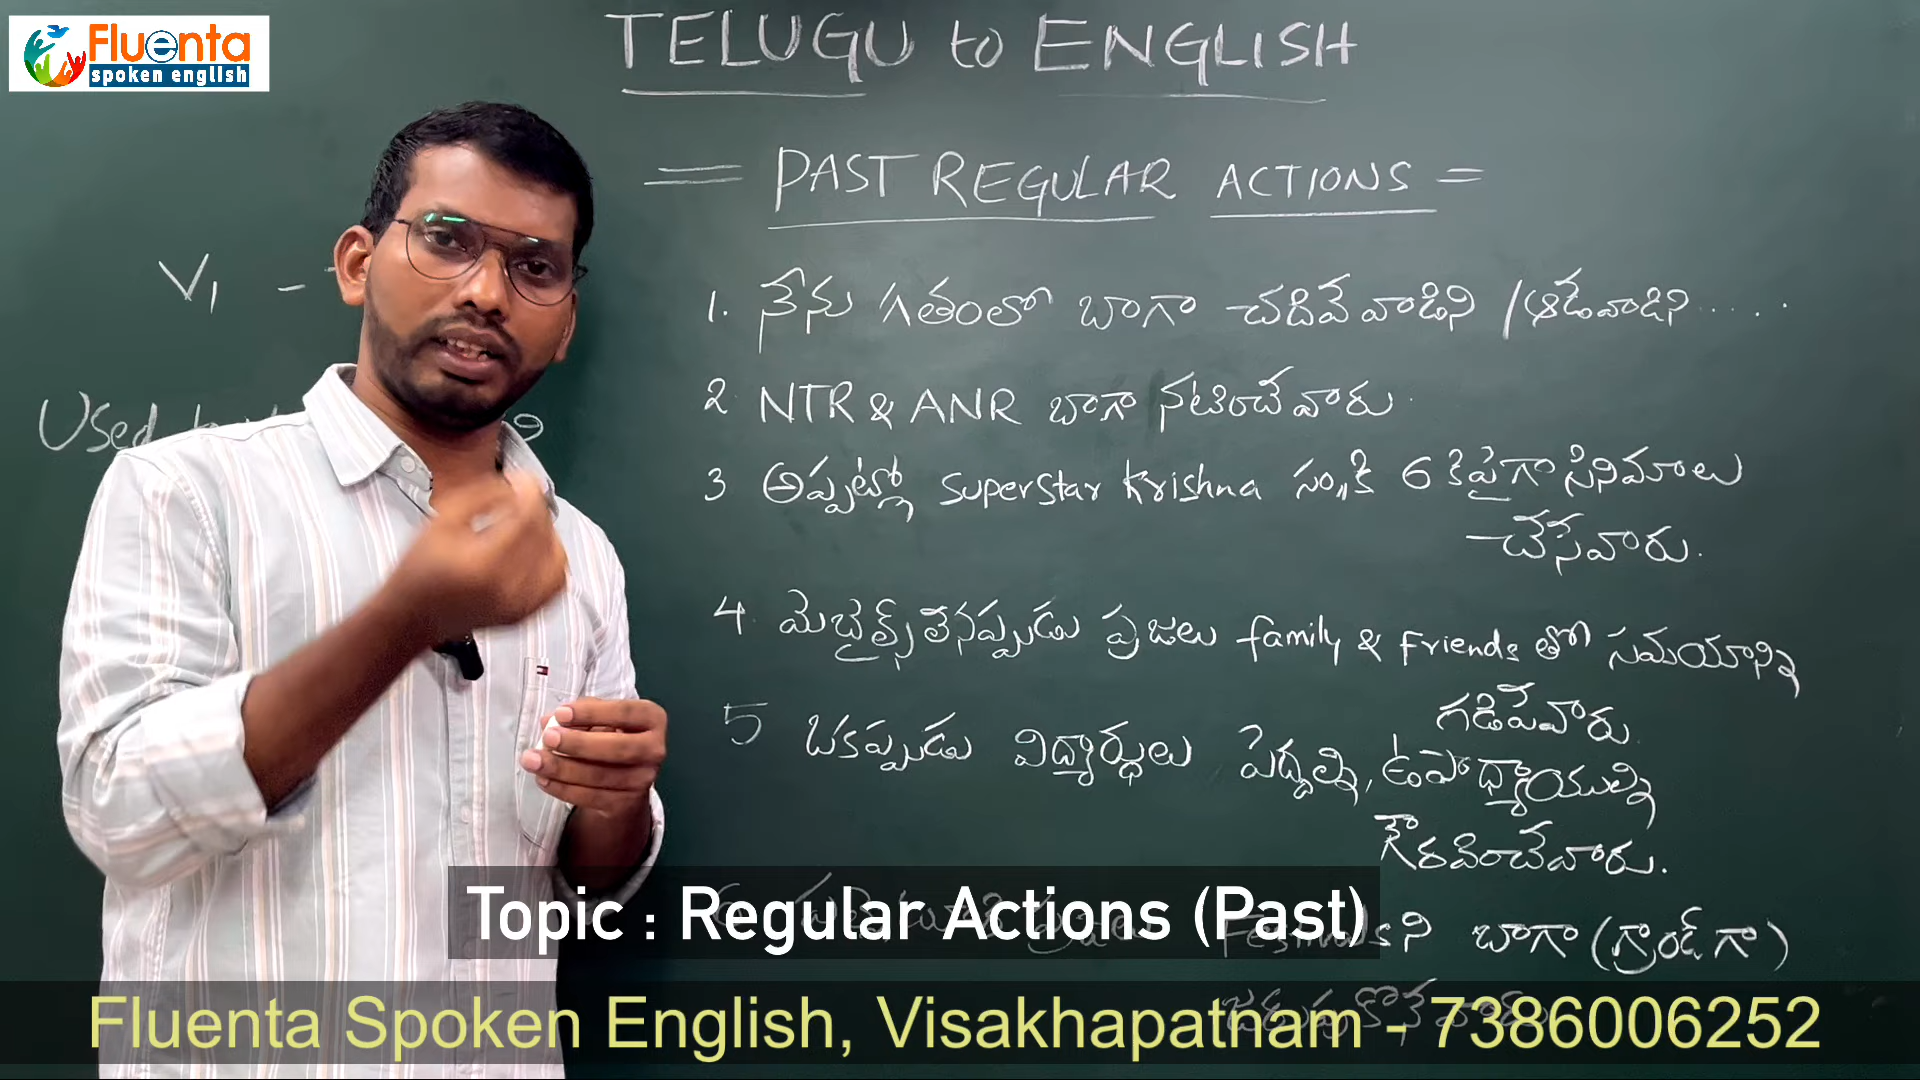 Fluenta
spoken english
TELUGU to ENGLISH
= PAST REGULAR ACTIONS =
V1 -
Used
1. నేను గతంలో బాగా చదివేవాడిని /ఆడేవాడిని.....
2. NTR & ANR బాగా నటించేవారు.
3 అప్పట్లో superstar krishna సం॥కి 6 కి పైగా సినిమాలు
చేసేవారు.
4. మొబైల్స్ లేనప్పుడు ప్రజలు family & Friends తో సమయాన్ని
గడిపేవారు.
5 ఒకప్పుడు విద్యార్థులు పెద్దల్ని, ఉపాధ్యాయుల్ని
గౌరవించేవారు.
ని బాగా (గ్రాండ్ గా)
Topic : Regular Actions (Past)
Fluenta Spoken English, Visakhapatnam - 7386006252